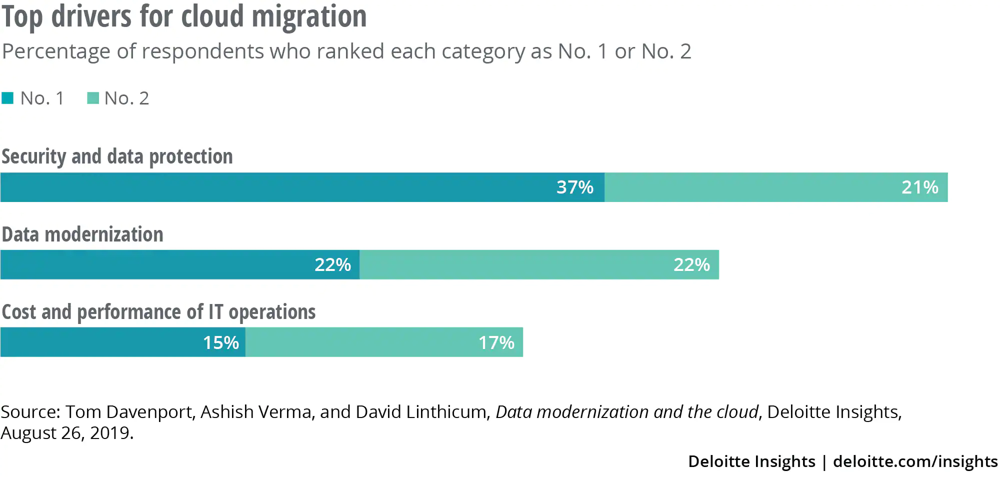 Top drivers for cloud migration
Percentage of respondents who ranked each category as No. 1 or No. 2
No. 1 No. 2
Security and data protection
37% 21%
Data modernization
22% 22%
Cost and performance of IT operations
15% 17%
Source: Tom Davenport, Ashish Verma, and David Linthicum, Data modernization and the cloud, Deloitte Insights,
August 26, 2019.
Deloitte Insights | deloitte.com/insights